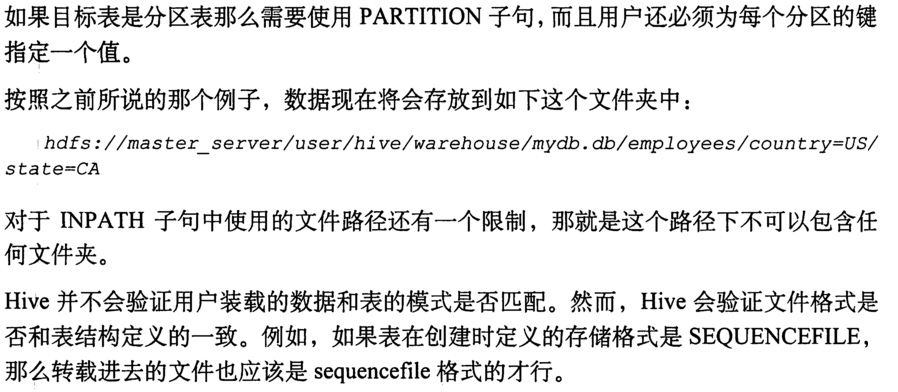 如果目标表是分区表那么需要使用 PARTITION 子句，而且用户还必须为每个分区的键
指定一个值。
按照之前所说的那个例子，数据现在将会存放到如下这个文件夹中：
hdfs://master_server/user/hive/warehouse/mydb.db/employees/country=US/
state=CA
对于 INPATH 子句中使用的文件路径还有一个限制，那就是这个路径下不可以包含任
何文件夹。
Hive 并不会验证用户装载的数据和表的模式是否匹配。然而，Hive 会验证文件格式是
否和表结构定义的一致。例如，如果表在创建时定义的存储格式是 SEQUENCEFILE，
那么转载进去的文件也应该是 sequencefile 格式的才行。